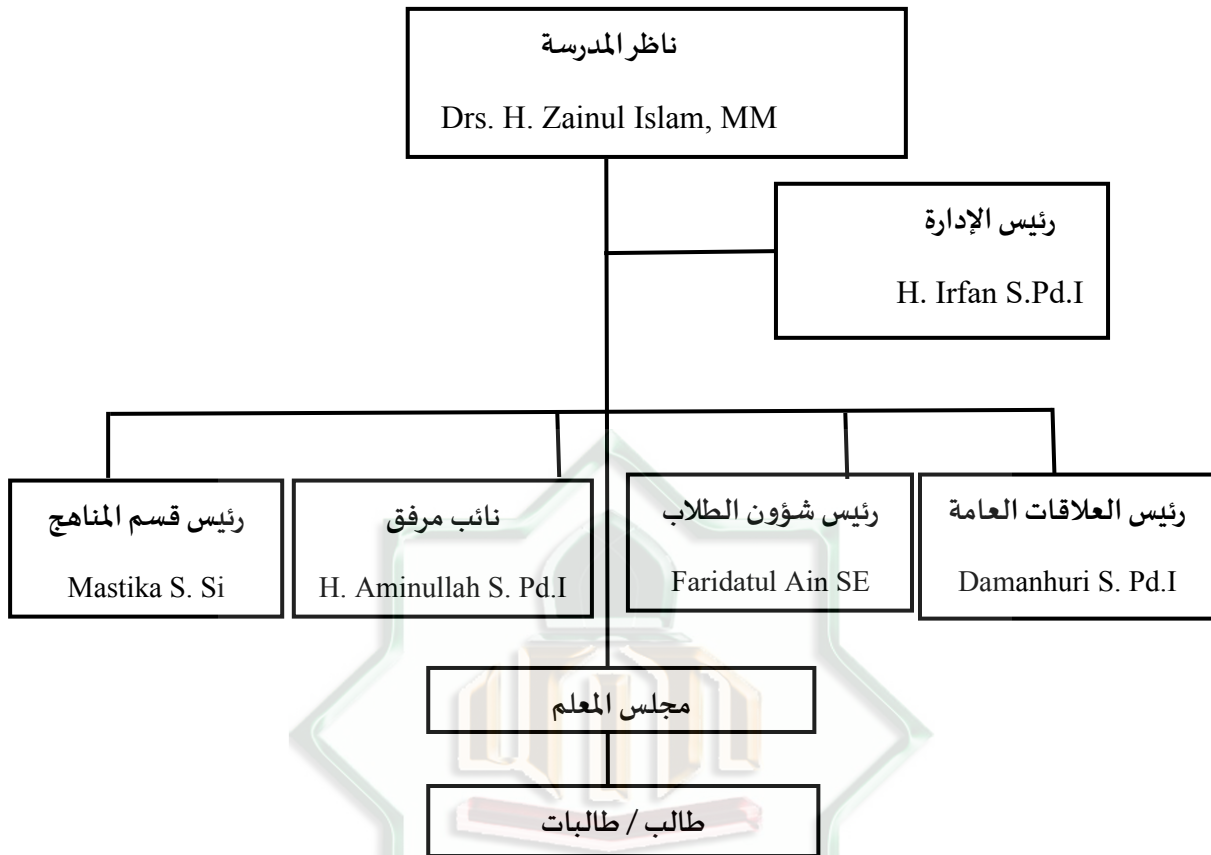 ناظر المدرسة
Drs. H. Zainul Islam, MM
رئيس الإدارة
H. Irfan S.Pd.I
رئيس العلاقات العامة
Damanhuri S. Pd.I
رئيس شؤون الطلاب
Faridatul Ain SE
نائب مرفق
H. Aminullah S. Pd.I
رئيس قسم المناهج
Mastika S. Si
مجلس المعلم
طالب / طالبات